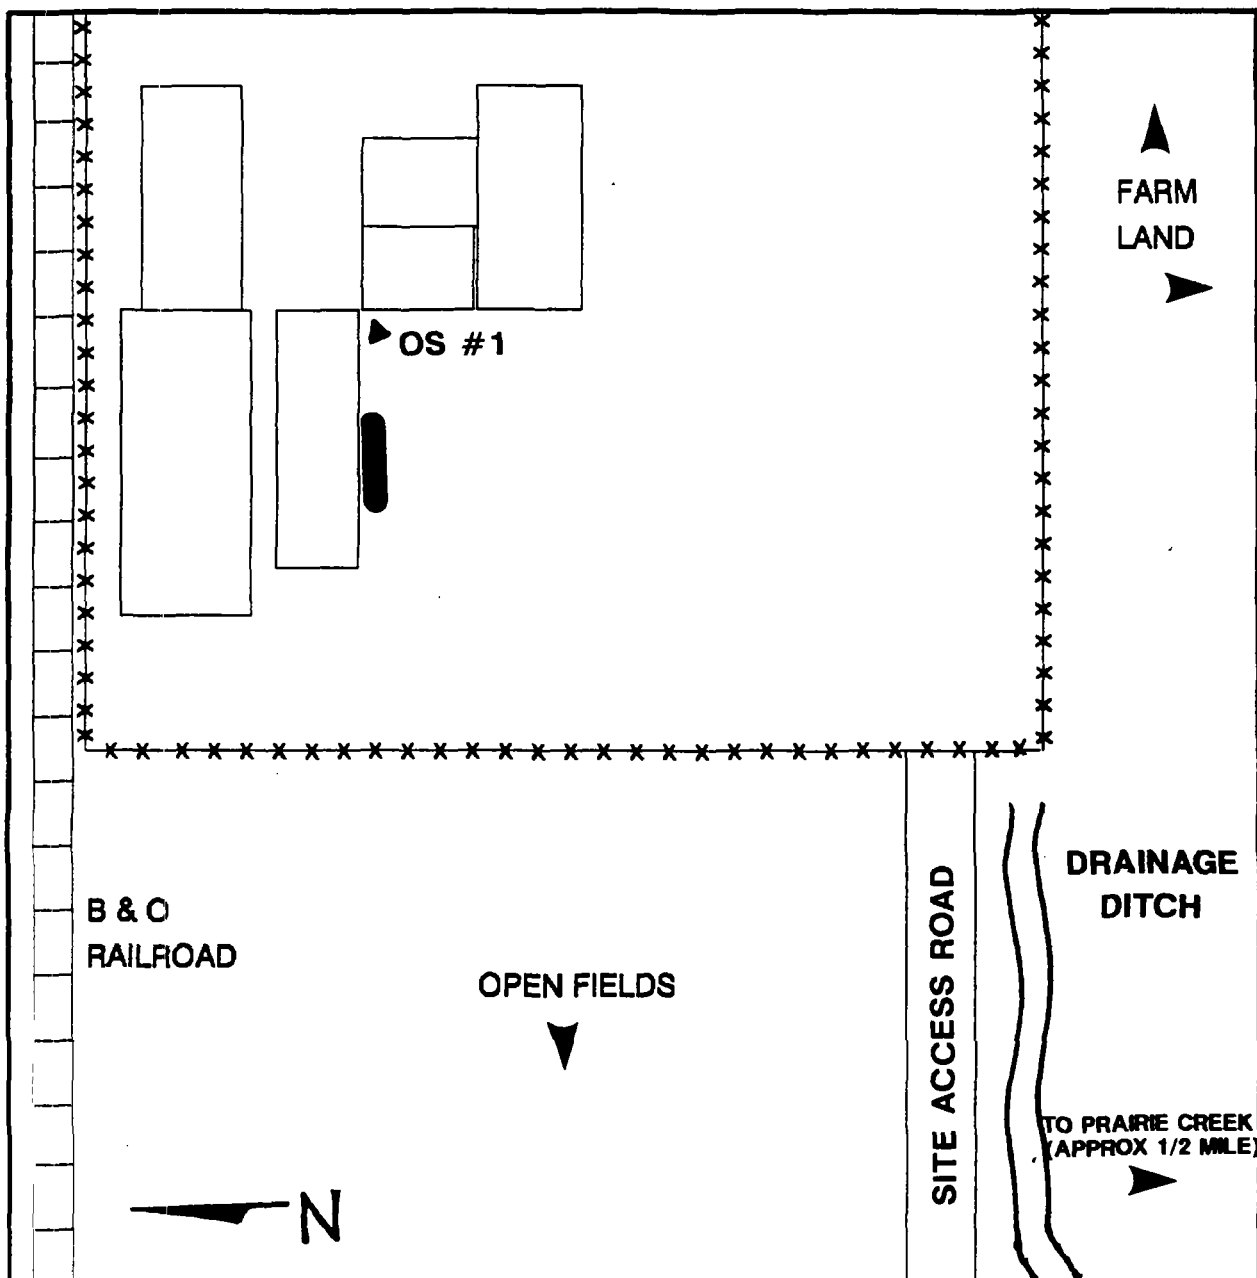 FARM
LAND
OS #1
DRAINAGE
DITCH
B & O
RAILROAD
OPEN FIELDS
SITE ACCESS ROAD
TO PRAIRIE CREEK
(APPROX 1/2 MILE)
N